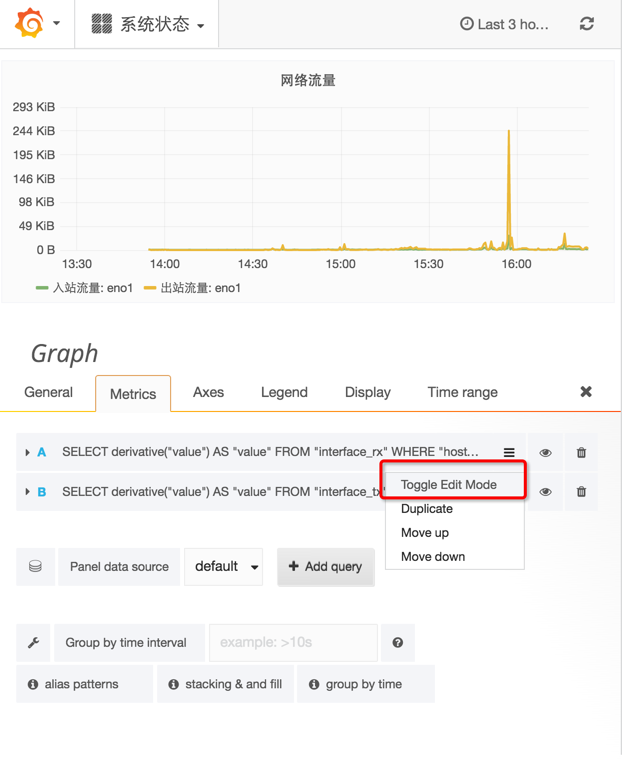 系统状态
Last 3 ho...
网络流量
293 KiB
244 KiB
195 KiB
146 KiB
98 KiB
49 KiB
0 B
13:30 14:00 14:30 15:00 15:30 16:00
入站流量: eno1 出站流量: eno1
Graph
General Metrics Axes Legend Display Time range
A SELECT derivative("value") AS "value" FROM "interface_rx" WHERE "host...
B SELECT derivative("value") AS "value" FROM "interface_tx"
Toggle Edit Mode
Duplicate
Move up
Move down
Panel data source default Add query
Group by time interval example: >10s
alias patterns stacking & and fill group by time